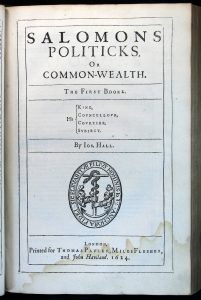 SALOMONS
POLITICKS,
OR
COMMON-WEALTH.
THE FIRST BOOKE.
KING,
COUNCELLOUR,
COURTIER,
SUBJECT.
By IOS. HALL.
LONDON,
Printed for THOMAS PAVIER, MILES FLESHER,
and John Haviland. 1624.